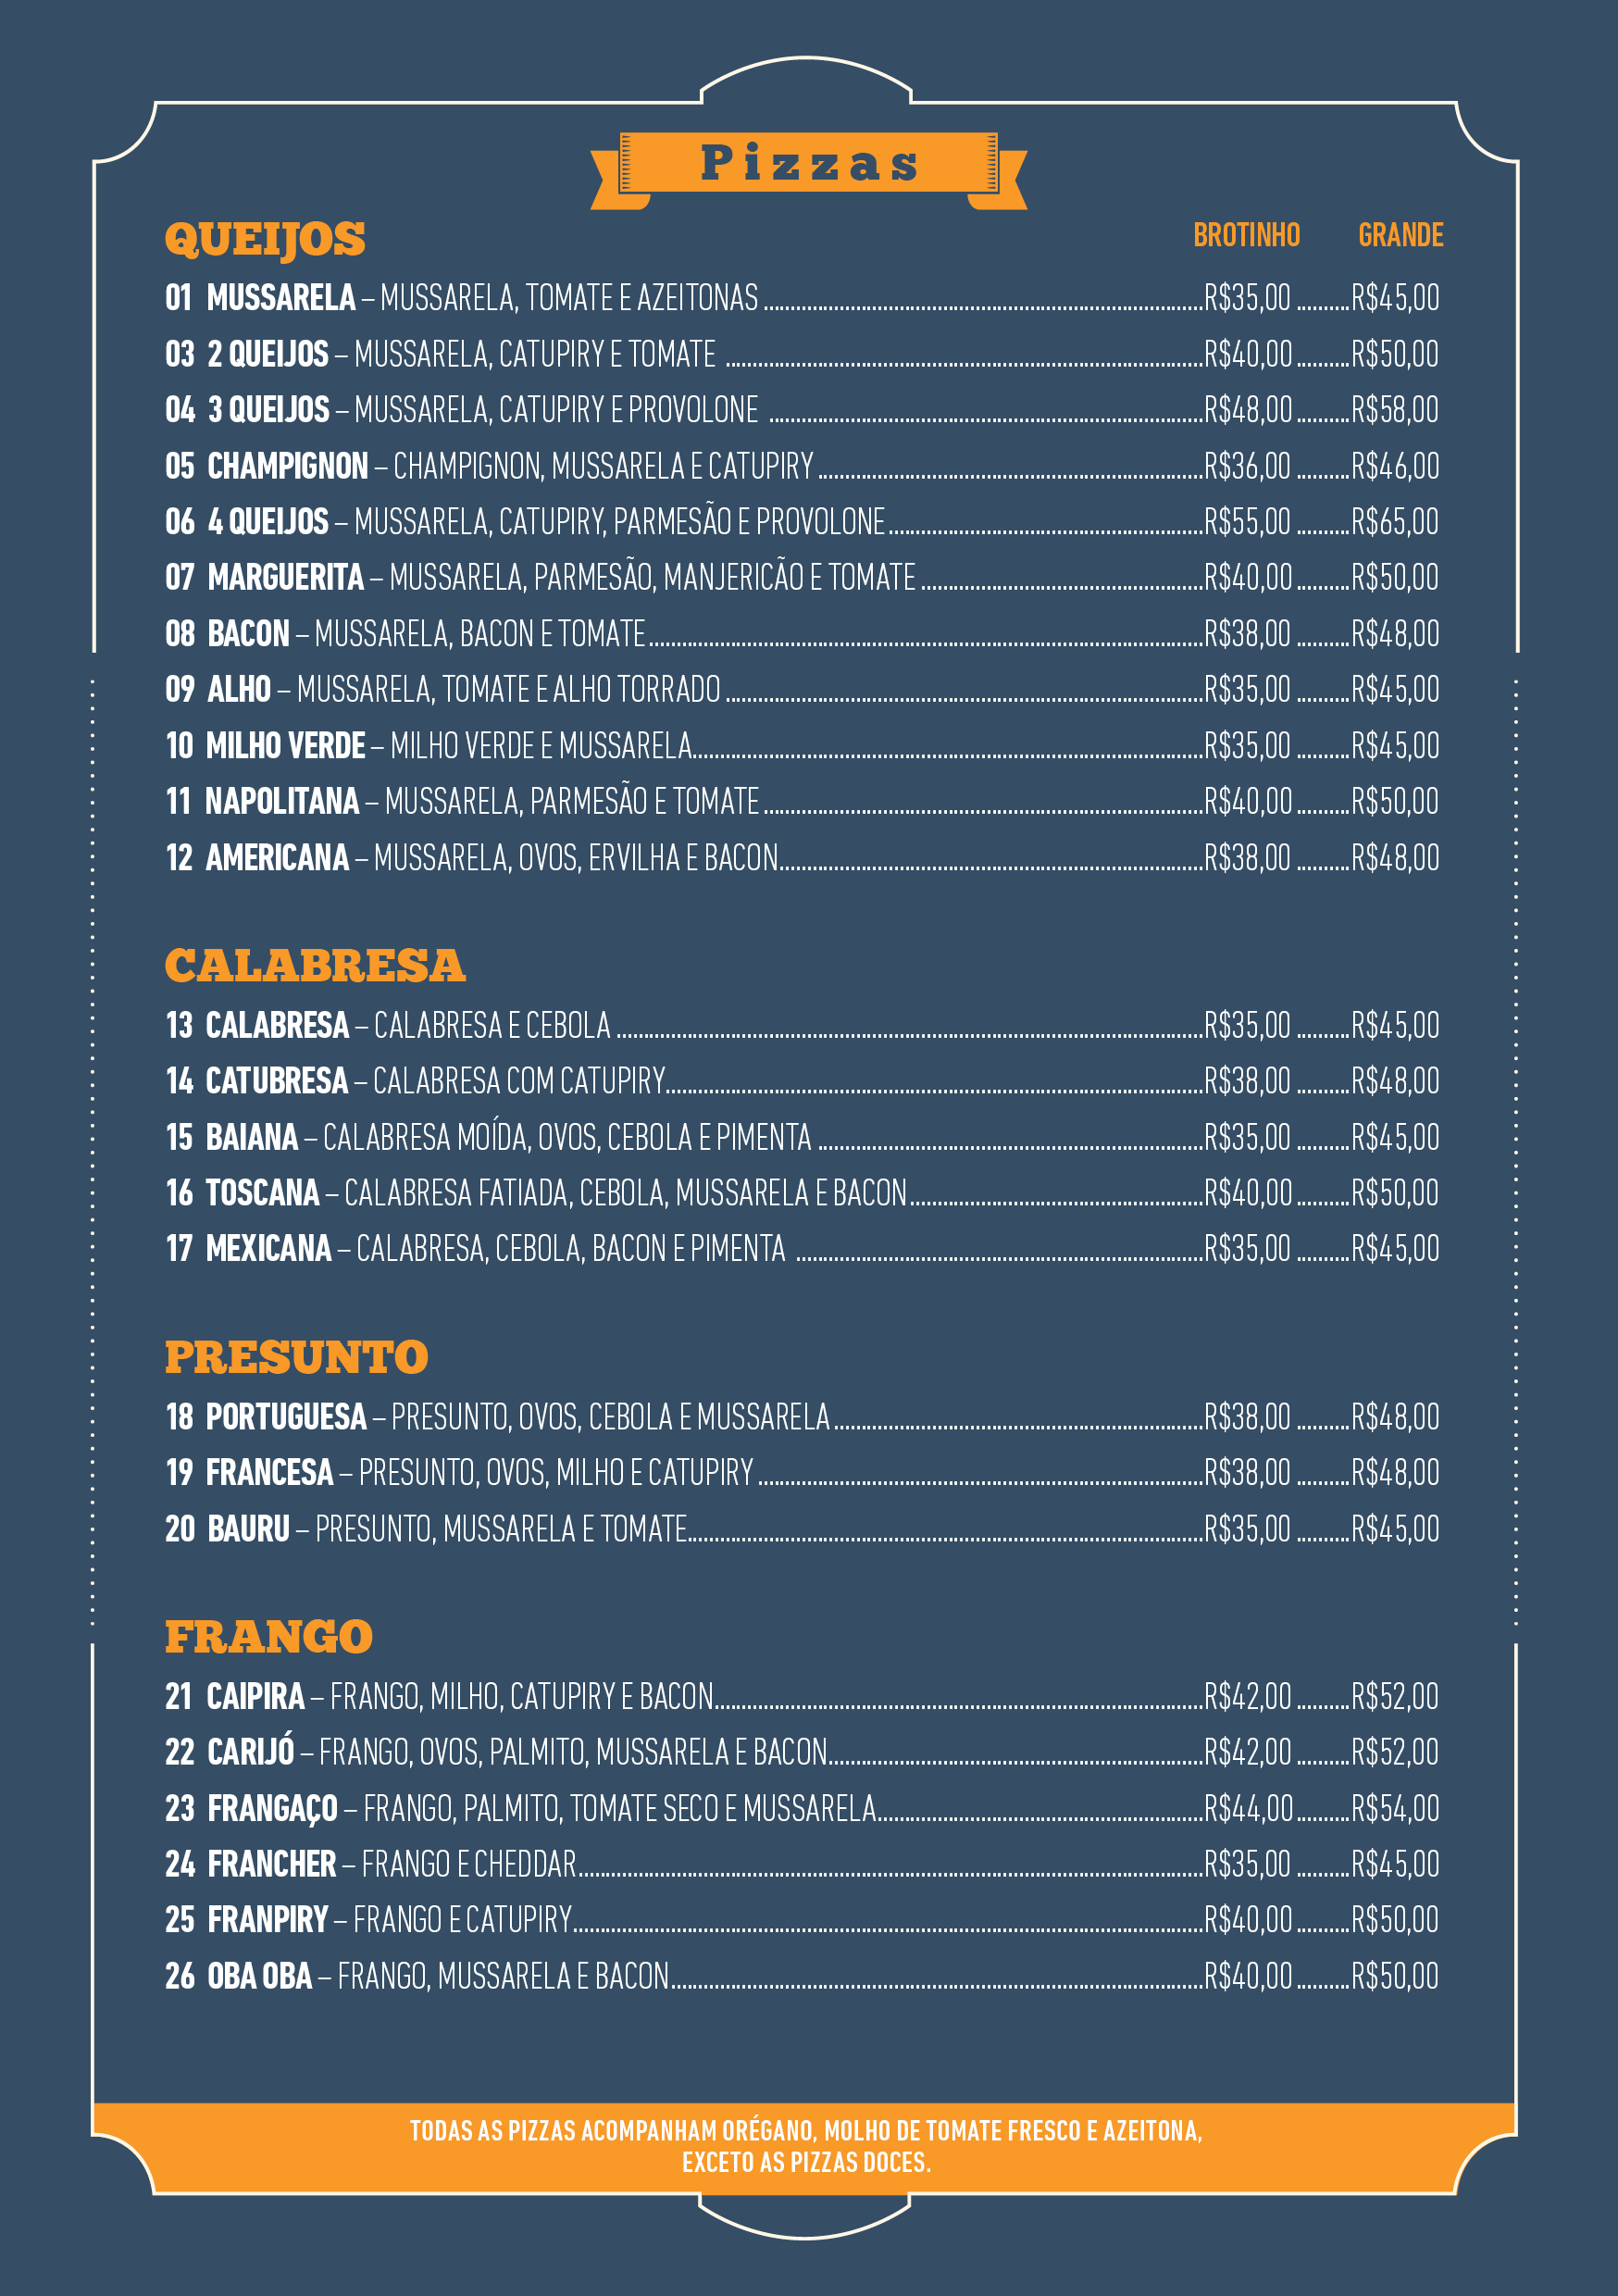 Pizzas
QUEIJOS BROTINHO GRANDE
01 MUSSARELA – MUSSARELA, TOMATE E AZEITONAS R$35,00 R$45,00
03 2 QUEIJOS – MUSSARELA, CATUPIRY E TOMATE R$40,00 R$50,00
04 3 QUEIJOS – MUSSARELA, CATUPIRY E PROVOLONE R$48,00 R$58,00
05 CHAMPIGNON – CHAMPIGNON, MUSSARELA E CATUPIRY R$36,00 R$46,00
06 4 QUEIJOS – MUSSARELA, CATUPIRY, PARMESÃO E PROVOLONE R$55,00 R$65,00
07 MARGUERITA – MUSSARELA, PARMESÃO, MANJERICÃO E TOMATE R$40,00 R$50,00
08 BACON – MUSSARELA, BACON E TOMATE R$38,00 R$48,00
09 ALHO – MUSSARELA, TOMATE E ALHO TORRADO R$35,00 R$45,00
10 MILHO VERDE – MILHO VERDE E MUSSARELA R$35,00 R$45,00
11 NAPOLITANA – MUSSARELA, PARMESÃO E TOMATE R$40,00 R$50,00
12 AMERICANA – MUSSARELA, OVOS, ERVILHA E BACON R$38,00 R$48,00
CALABRESA
13 CALABRESA – CALABRESA E CEBOLA R$35,00 R$45,00
14 CATUBRESA – CALABRESA COM CATUPIRY R$38,00 R$48,00
15 BAIANA – CALABRESA MOÍDA, OVOS, CEBOLA E PIMENTA R$35,00 R$45,00
16 TOSCANA – CALABRESA FATIADA, CEBOLA, MUSSARELA E BACON R$40,00 R$50,00
17 MEXICANA – CALABRESA, CEBOLA, BACON E PIMENTA R$35,00 R$45,00
PRESUNTO
18 PORTUGUESA – PRESUNTO, OVOS, CEBOLA E MUSSARELA R$38,00 R$48,00
19 FRANCESA – PRESUNTO, OVOS, MILHO E CATUPIRY R$38,00 R$48,00
20 BAURU – PRESUNTO, MUSSARELA E TOMATE R$35,00 R$45,00
FRANGO
21 CAIPIRA – FRANGO, MILHO, CATUPIRY E BACON R$42,00 R$52,00
22 CARIJÓ – FRANGO, OVOS, PALMITO, MUSSARELA E BACON R$42,00 R$52,00
23 FRANGAÇO – FRANGO, PALMITO, TOMATE SECO E MUSSARELA R$44,00 R$54,00
24 FRANCHER – FRANGO E CHEDDAR R$35,00 R$45,00
25 FRANPIRY – FRANGO E CATUPIRY R$40,00 R$50,00
26 OBA OBA – FRANGO, MUSSARELA E BACON R$40,00 R$50,00
TODAS AS PIZZAS ACOMPANHAM ORÉGANO, MOLHO DE TOMATE FRESCO E AZEITONA,
EXCETO AS PIZZAS DOCES.